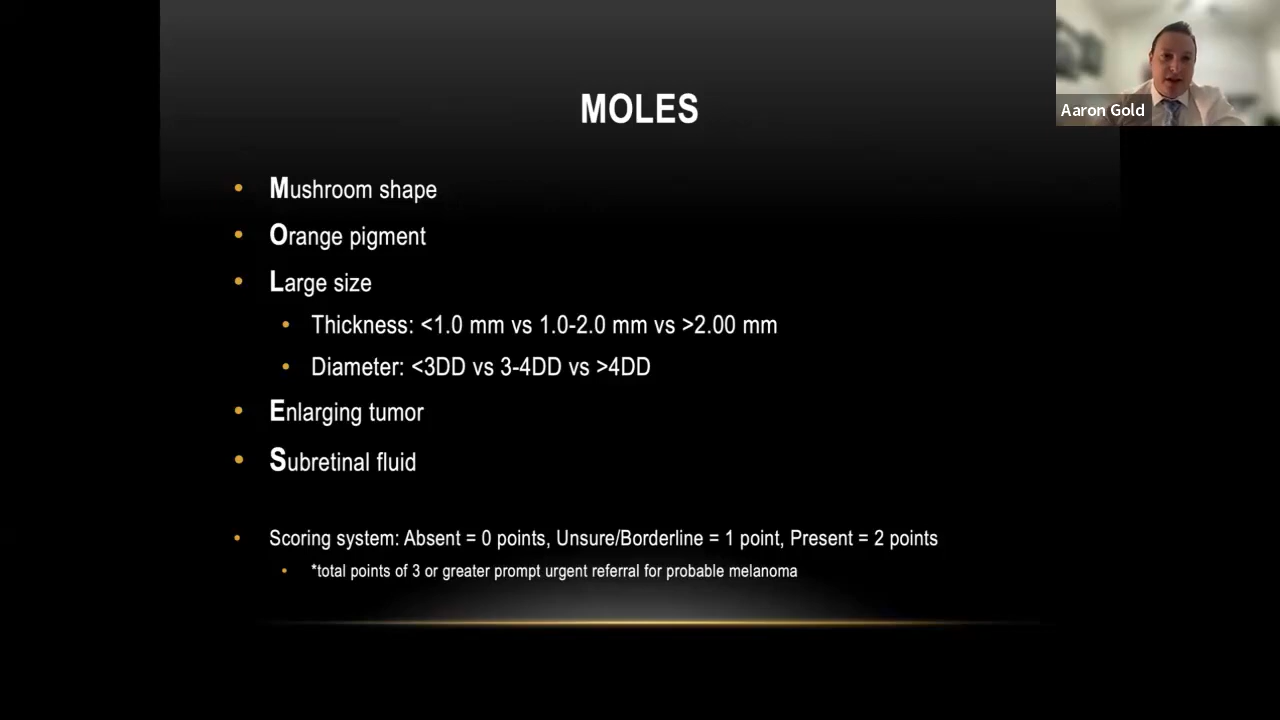 MOLES
Aaron Gold
Mushroom shape
Orange pigment
Large size
Thickness: <1.0 mm vs 1.0-2.0 mm vs >2.00 mm
Diameter: <3DD vs 3-4DD vs >4DD
Enlarging tumor
Subretinal fluid
Scoring system: Absent = 0 points, Unsure/Borderline = 1 point, Present = 2 points
*total points of 3 or greater prompt urgent referral for probable melanoma